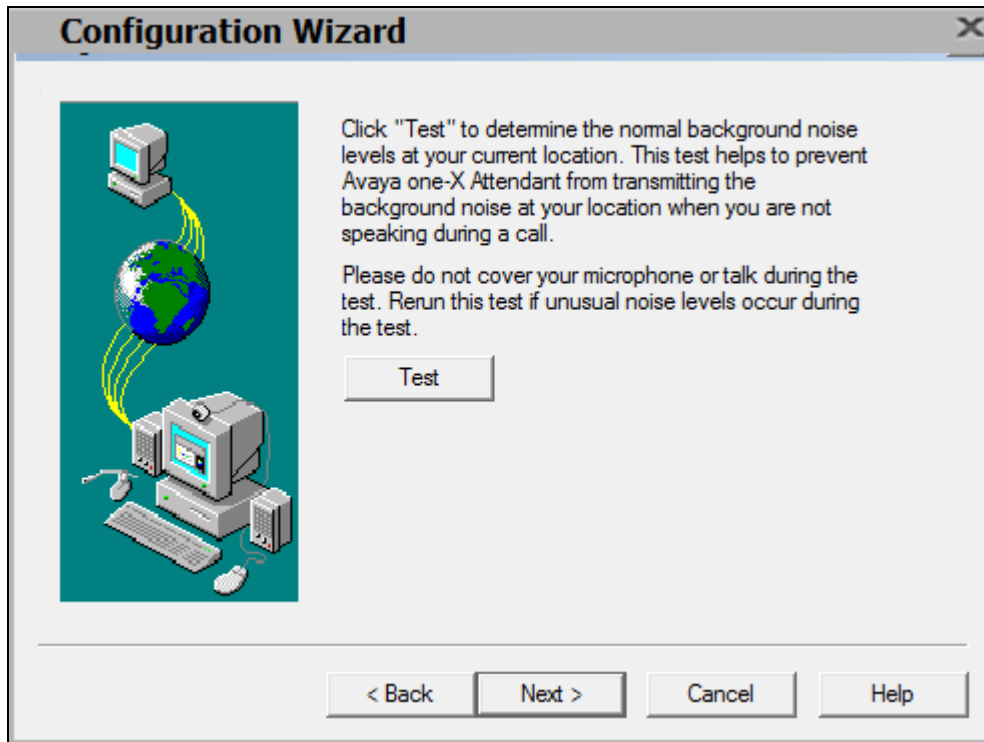 Configuration Wizard
Click "Test" to determine the normal background noise
levels at your current location. This test helps to prevent
Avaya one-X Attendant from transmitting the
background noise at your location when you are not
speaking during a call.
Please do not cover your microphone or talk during the
test. Rerun this test if unusual noise levels occur during
the test.
Test
< Back
Next >
Cancel
Help